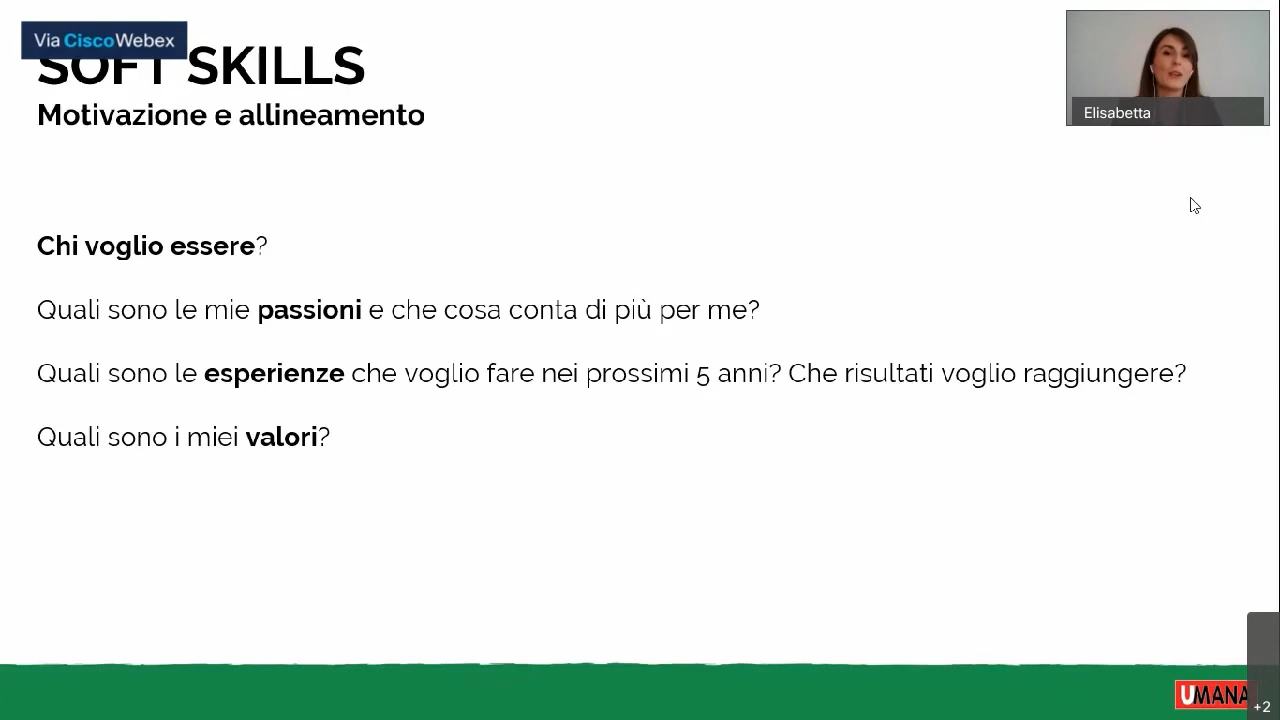 Via CiscoWebex
SOFT SKILLS
Motivazione e allineamento
Elisabetta
Chi voglio essere?
Quali sono le mie passioni e che cosa conta di più per me?
Quali sono le esperienze che voglio fare nei prossimi 5 anni? Che risultati voglio raggiungere?
Quali sono i miei valori?
UMANA
+2